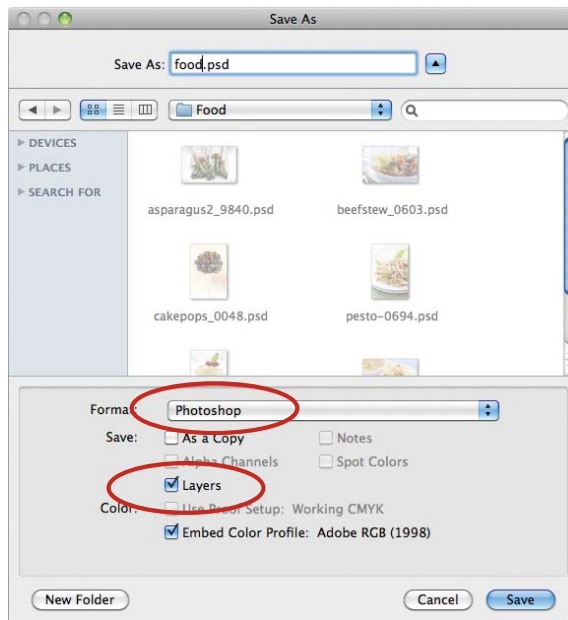 Save As
Save As: food.psd
Food
DEVICES
PLACES
SEARCH FOR
asparagus2_9840.psd beefstew_0603.psd
cakepops_0048.psd pesto-0694.psd
Format: Photoshop
Save: As a Copy Notes
Alpha Channels Spot Colors
Layers
Color: Use Proof Setup: Working CMYK
Embed Color Profile: Adobe RGB (1998)
New Folder Cancel Save